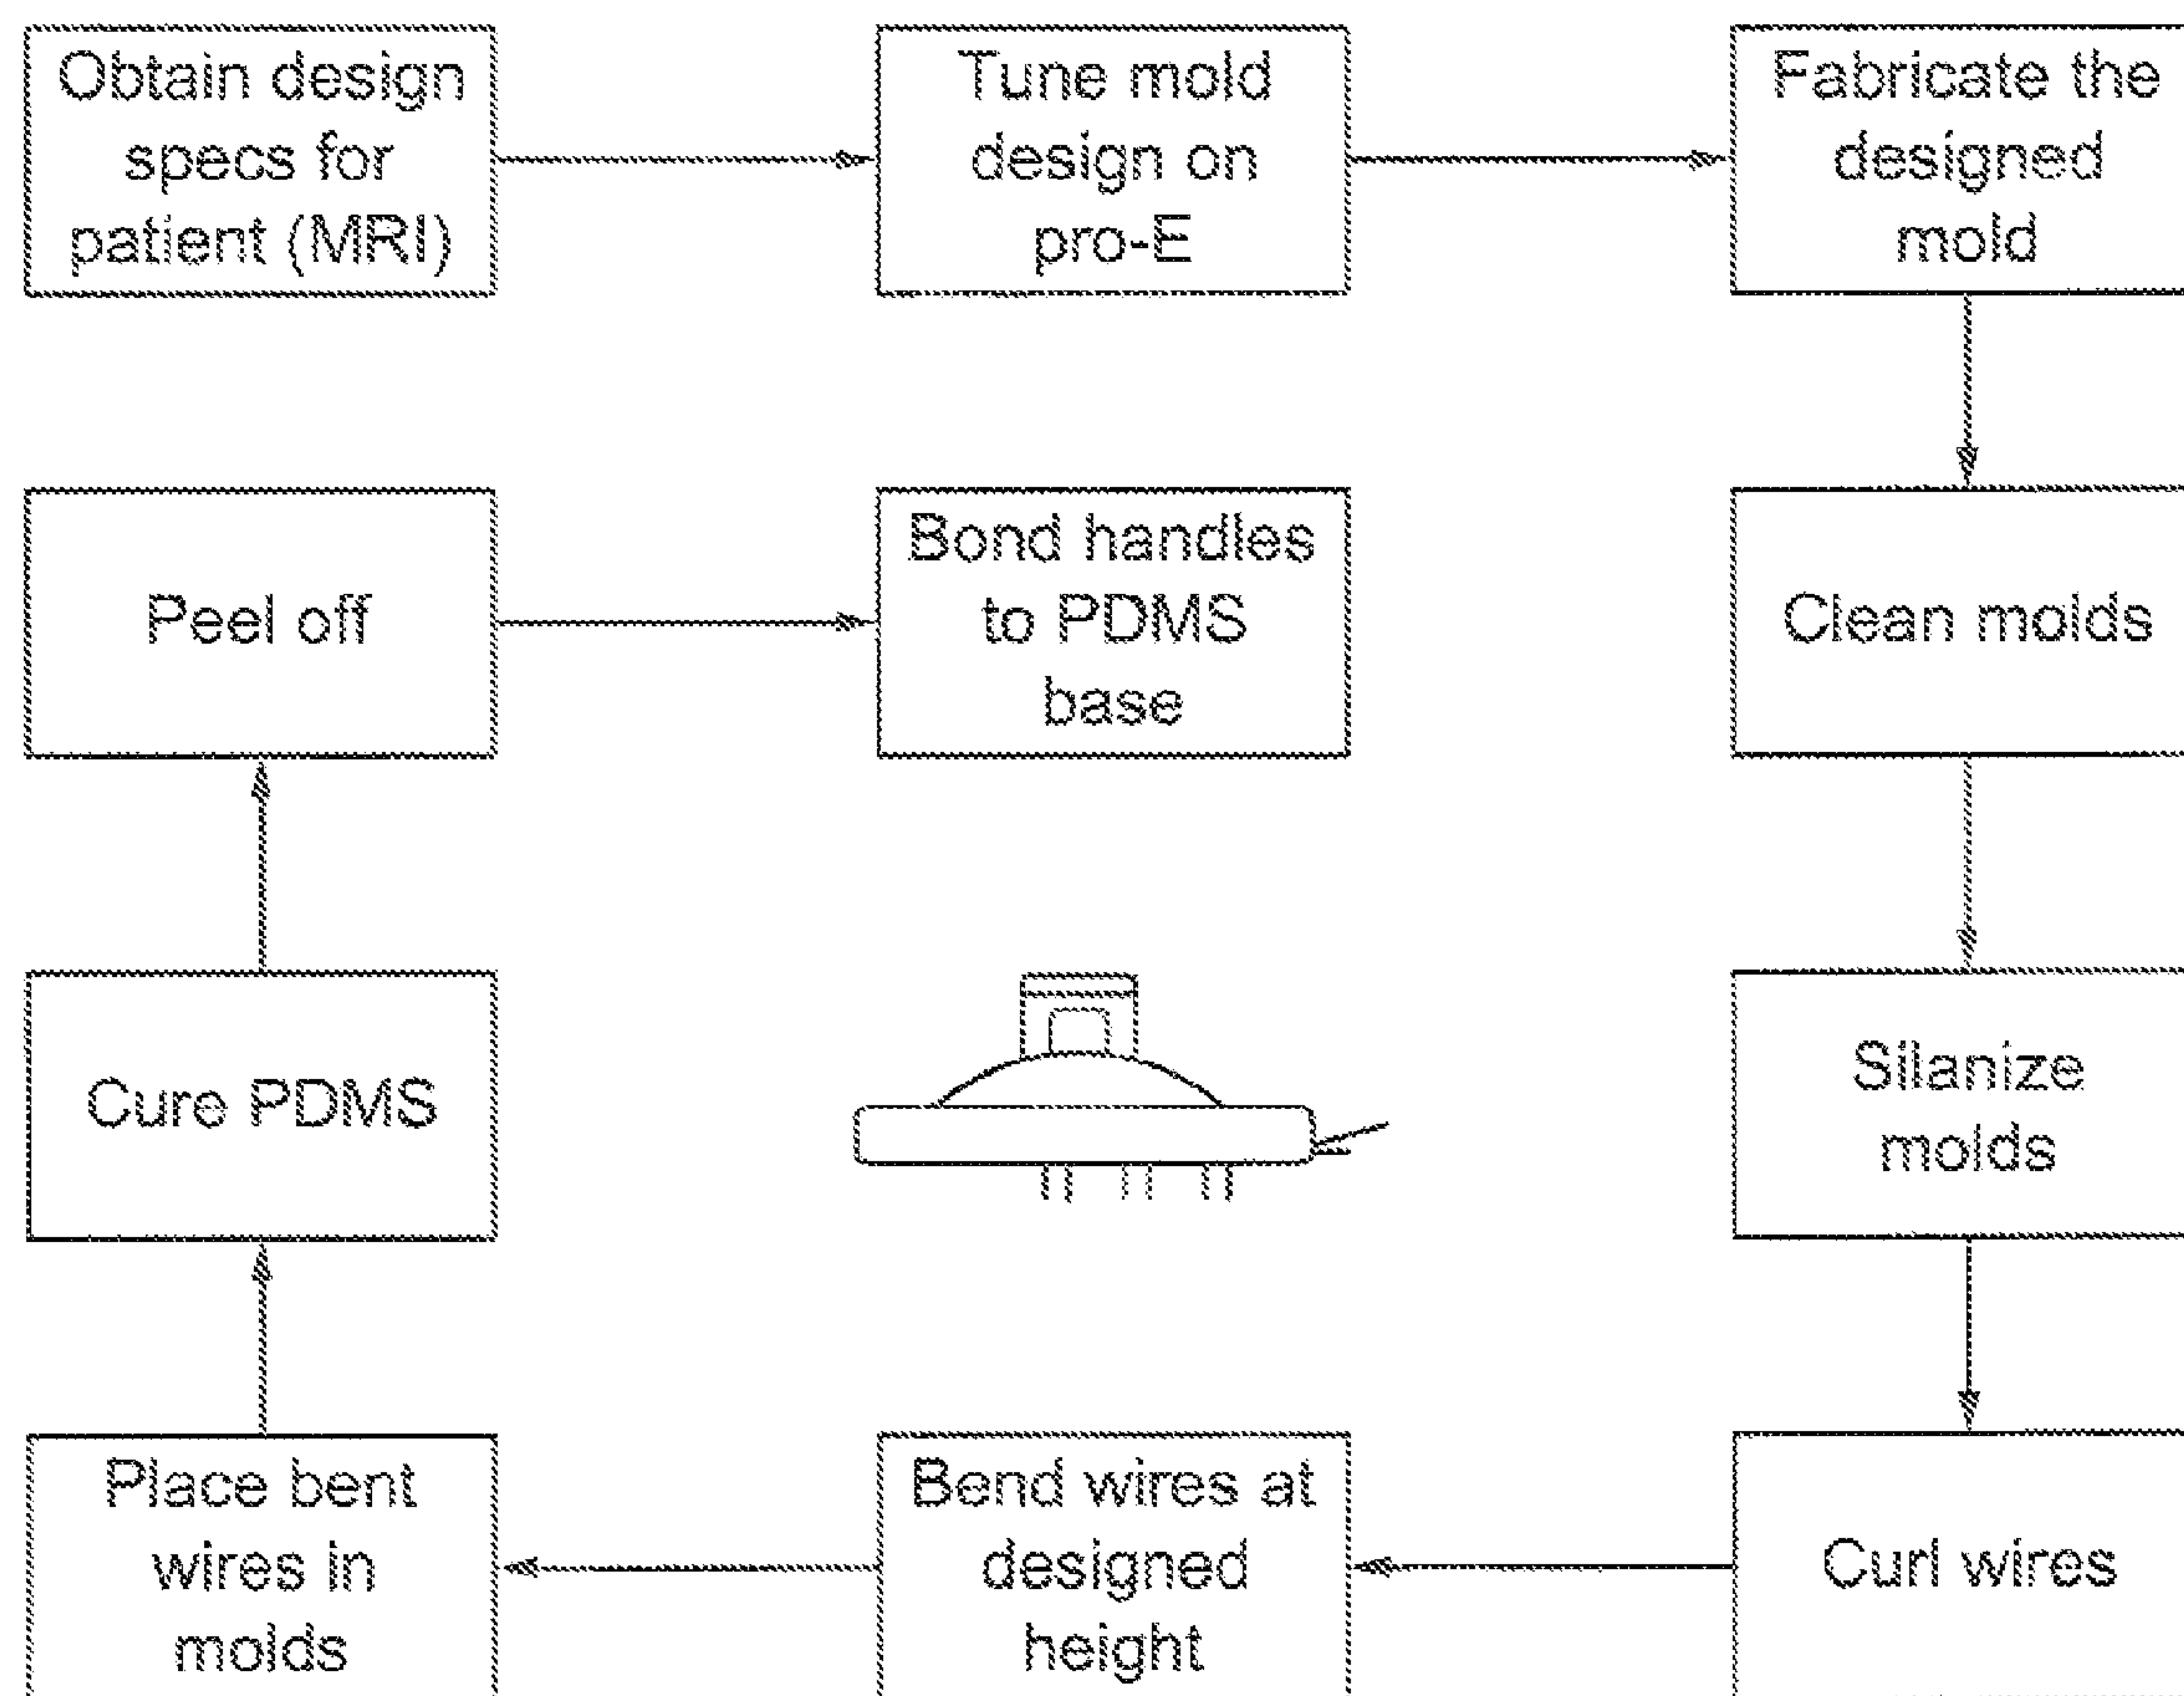 Obtain design
specs for
patient (MRI)
Tune mold
design on
pro-E
Fabricate the
designed
mold
Peel off
Bond handles
to PDMS
base
Clean molds
Cure PDMS
Silanize
molds
Place bent
wires in
molds
Bend wires at
designed
height
Curl wires